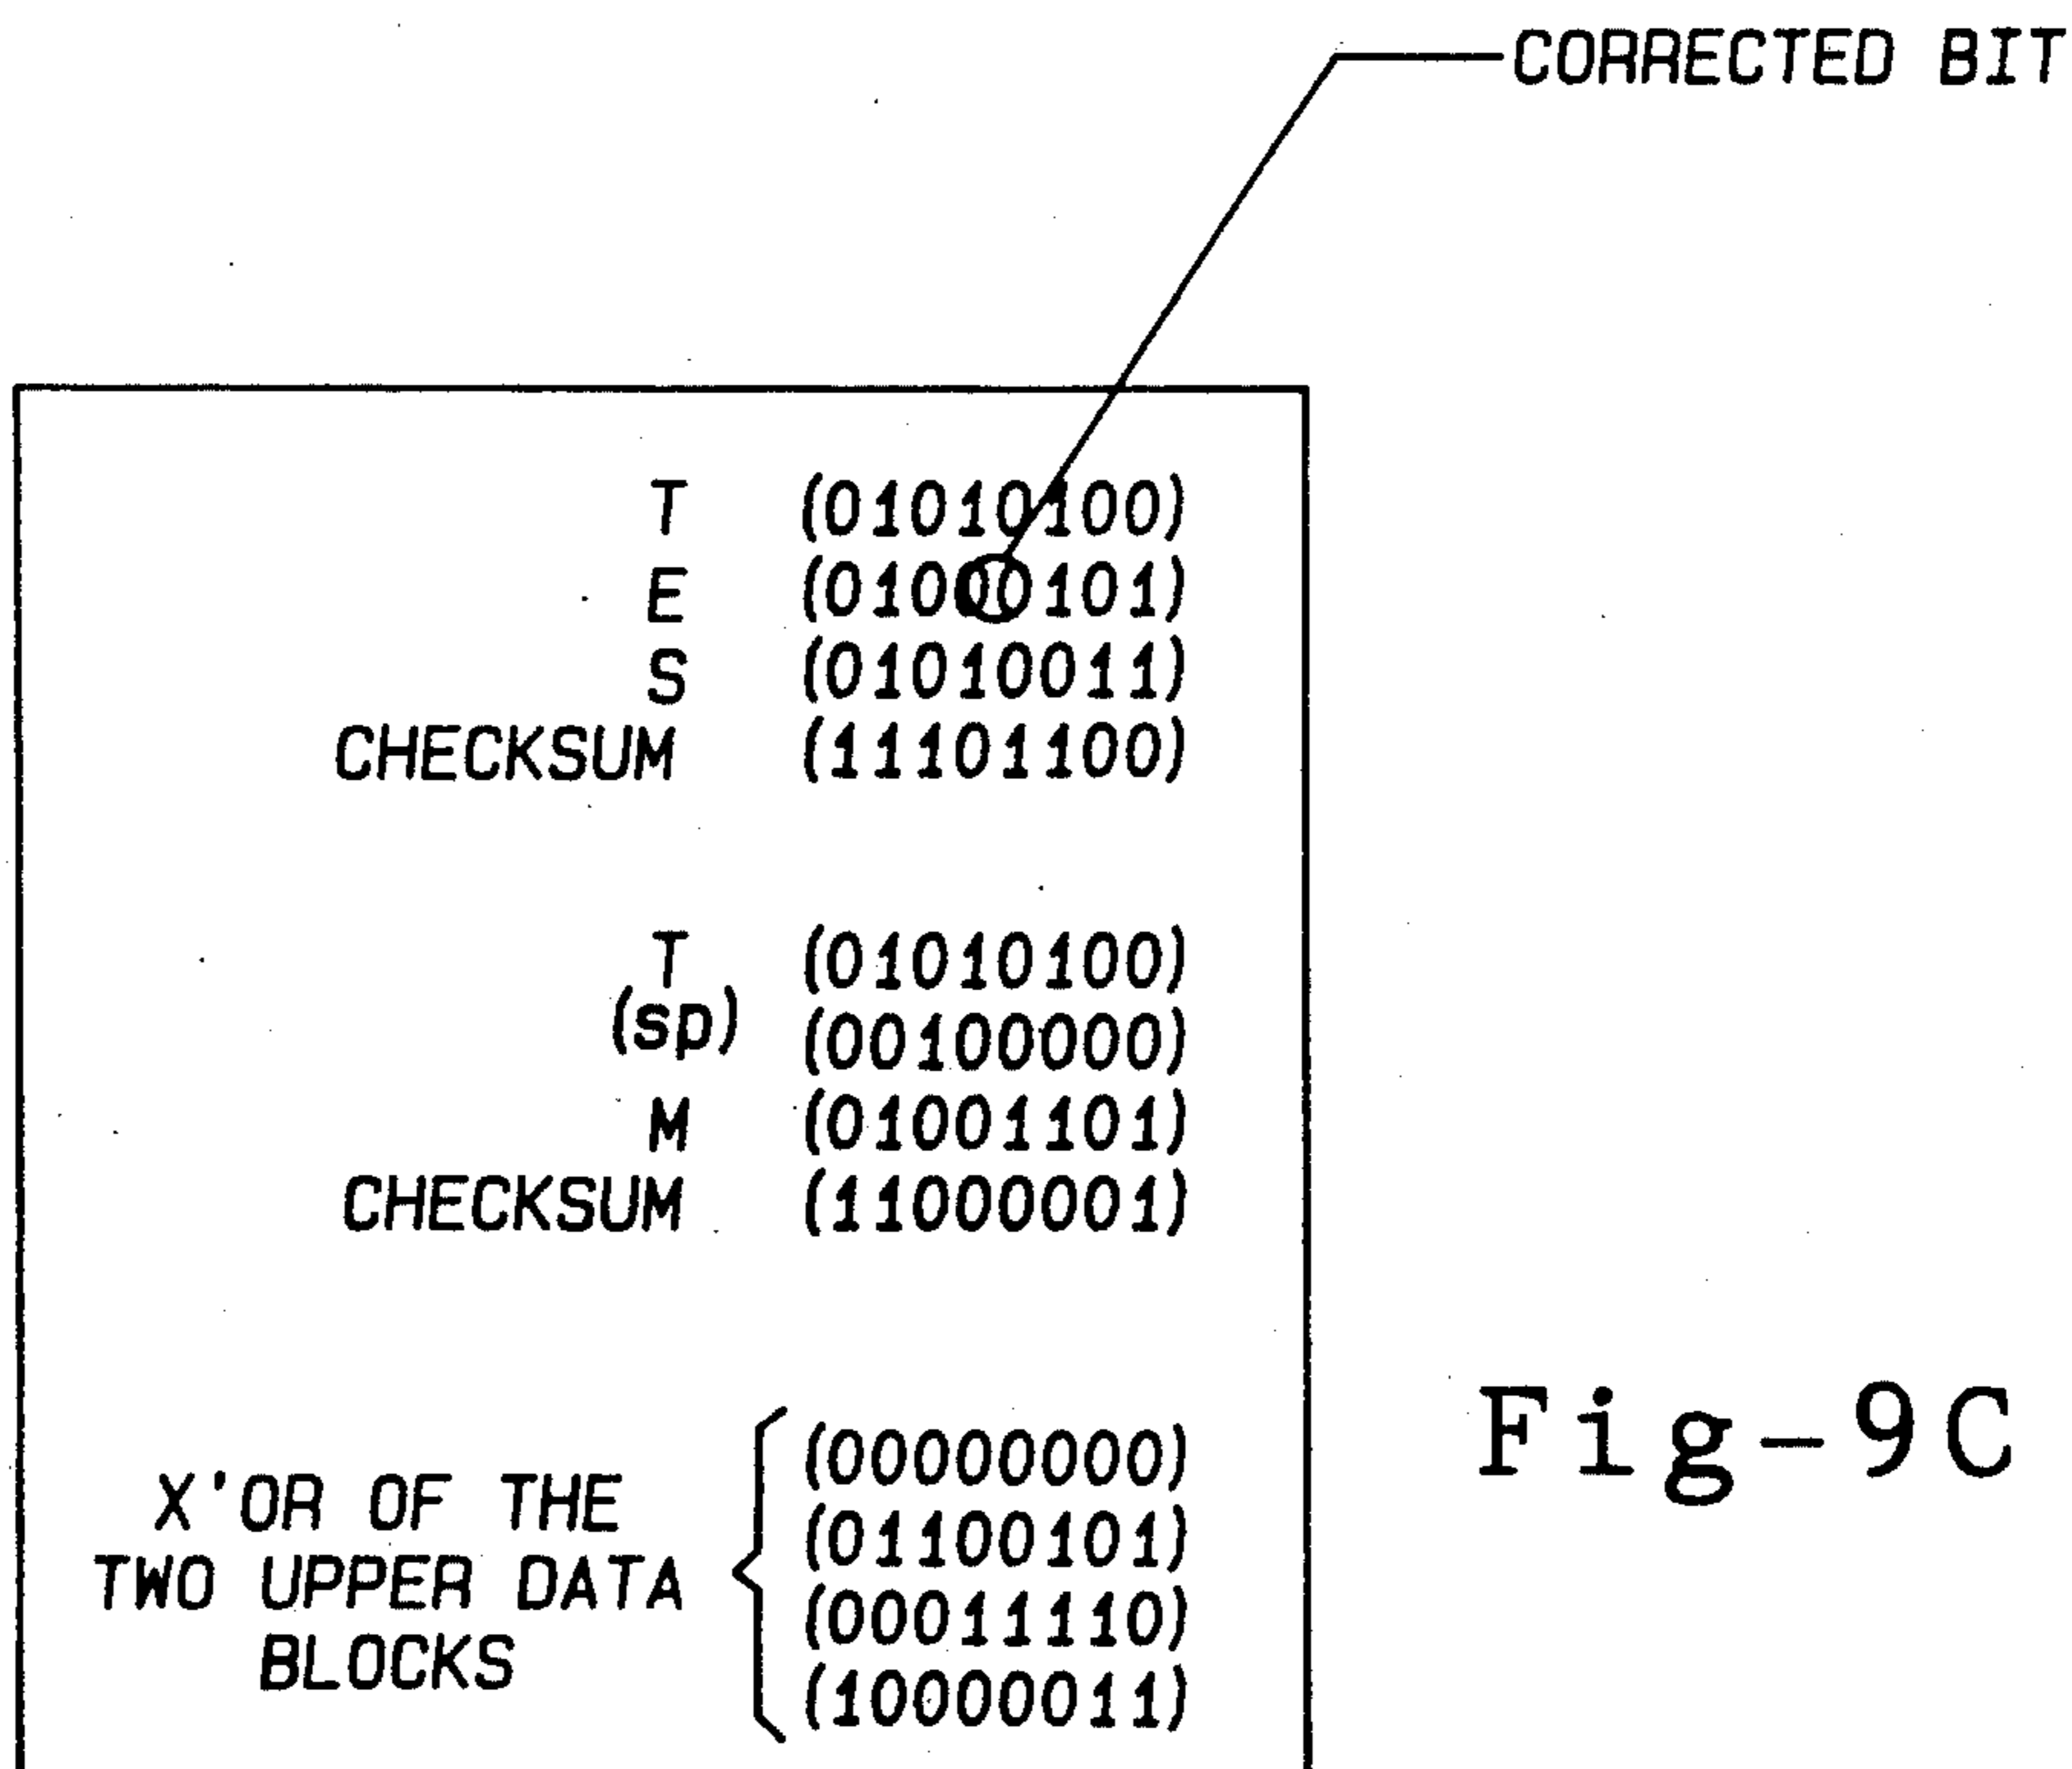 CORRECTED BIT
T (01010100)
E (01000101)
S (01010011)
CHECKSUM (11101100)
T (01010100)
(sp) (00100000)
M (01001101)
CHECKSUM (11000001)
(00000000)
X'OR OF THE (01100101)
TWO UPPER DATA (00011110)
BLOCKS (10000011)
Fig-9C